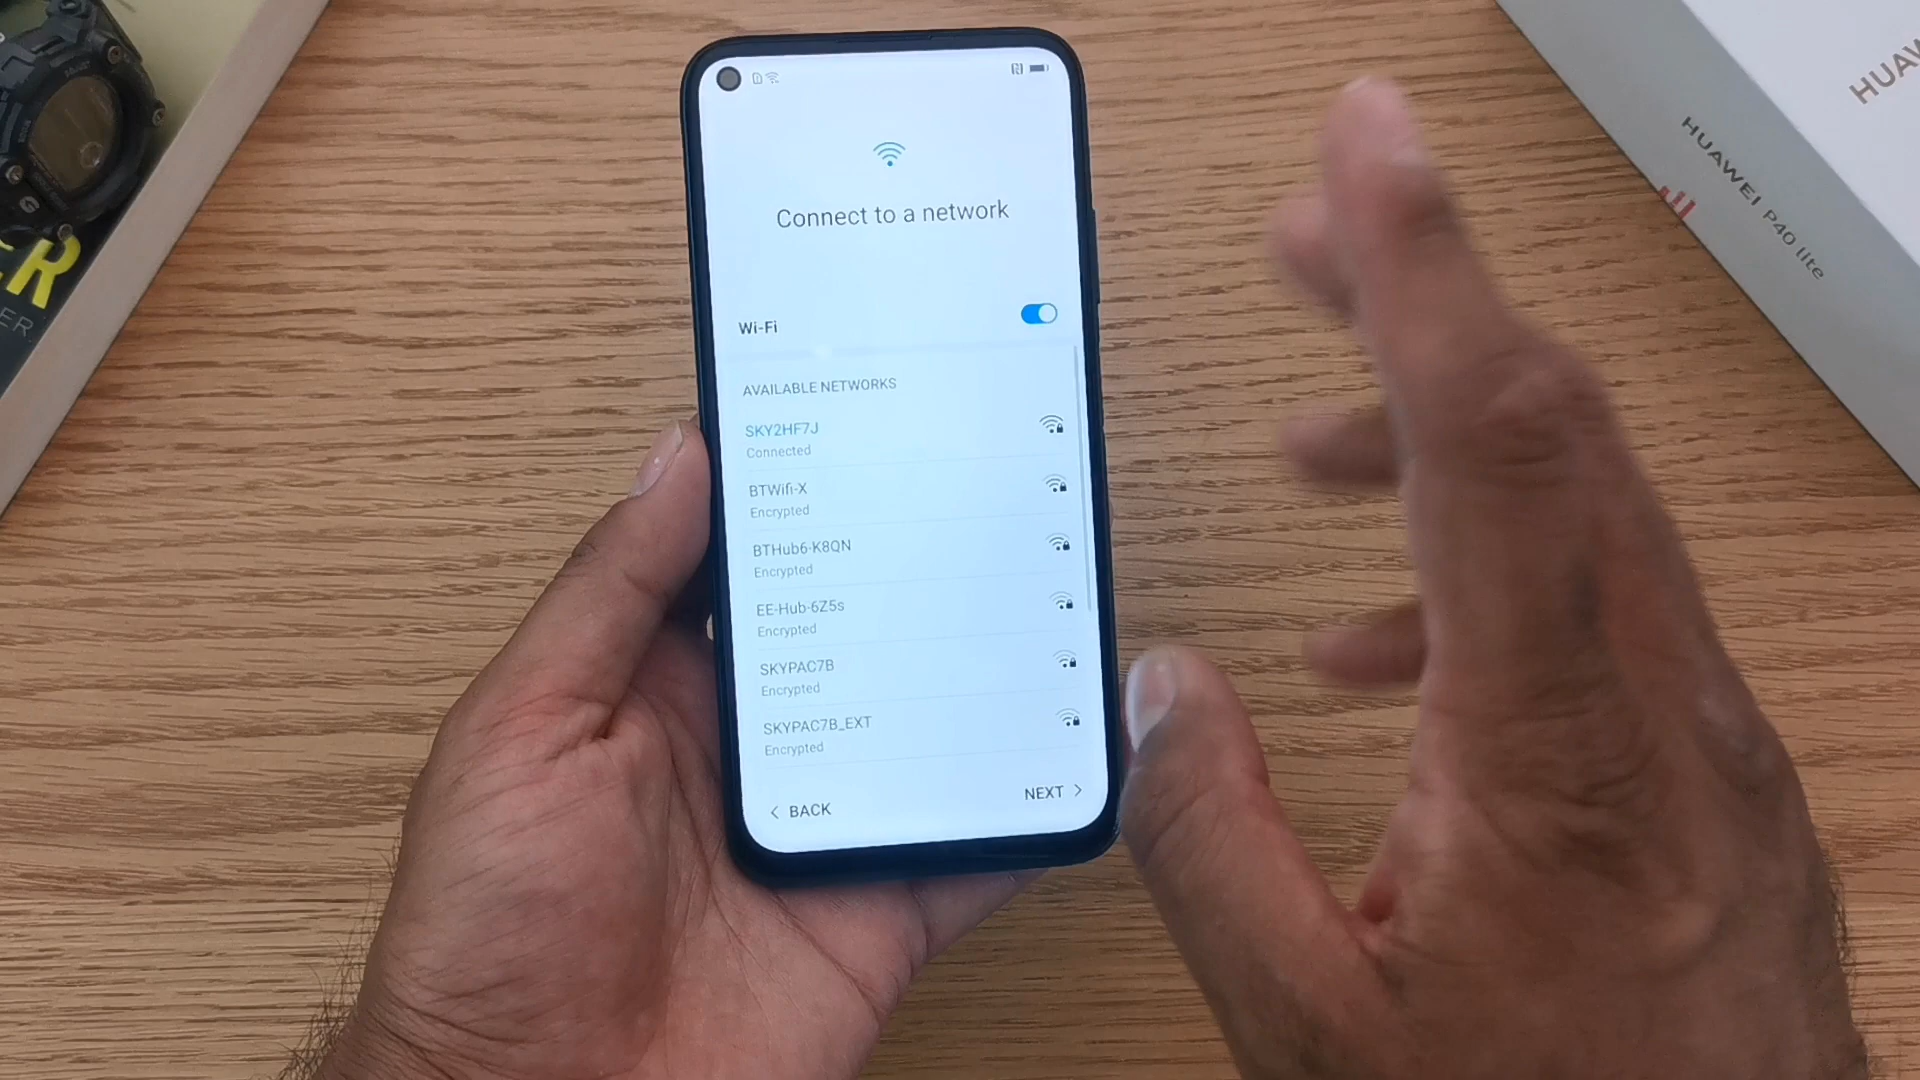 Connect to a network
Wi-Fi
AVAILABLE NETWORKS
SKY2HF7J
Connected
BTWifi-X
Encrypted
BTHub6-K8QN
Encrypted
EE-Hub-6Z5s
Encrypted
SKYPAC7B
Encrypted
SKYPAC7B_EXT
Encrypted
BACK
NEXT
HUAWEI P40 lite